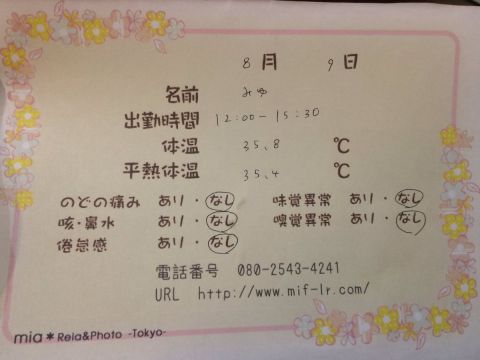 8月 9日
名前 みゆ
出勤時間 12:00-15:30
体温 35.8 ℃
平熱体温 35.4 ℃
のどの痛み あり・なし 味覚異常 あり・なし
咳・鼻水 あり・なし 嗅覚異常 あり・なし
倦怠感 あり・なし
電話番号 080-2543-4241
URL http://www.mif-lr.com/
mia*Rela&Photo -Tokyo-